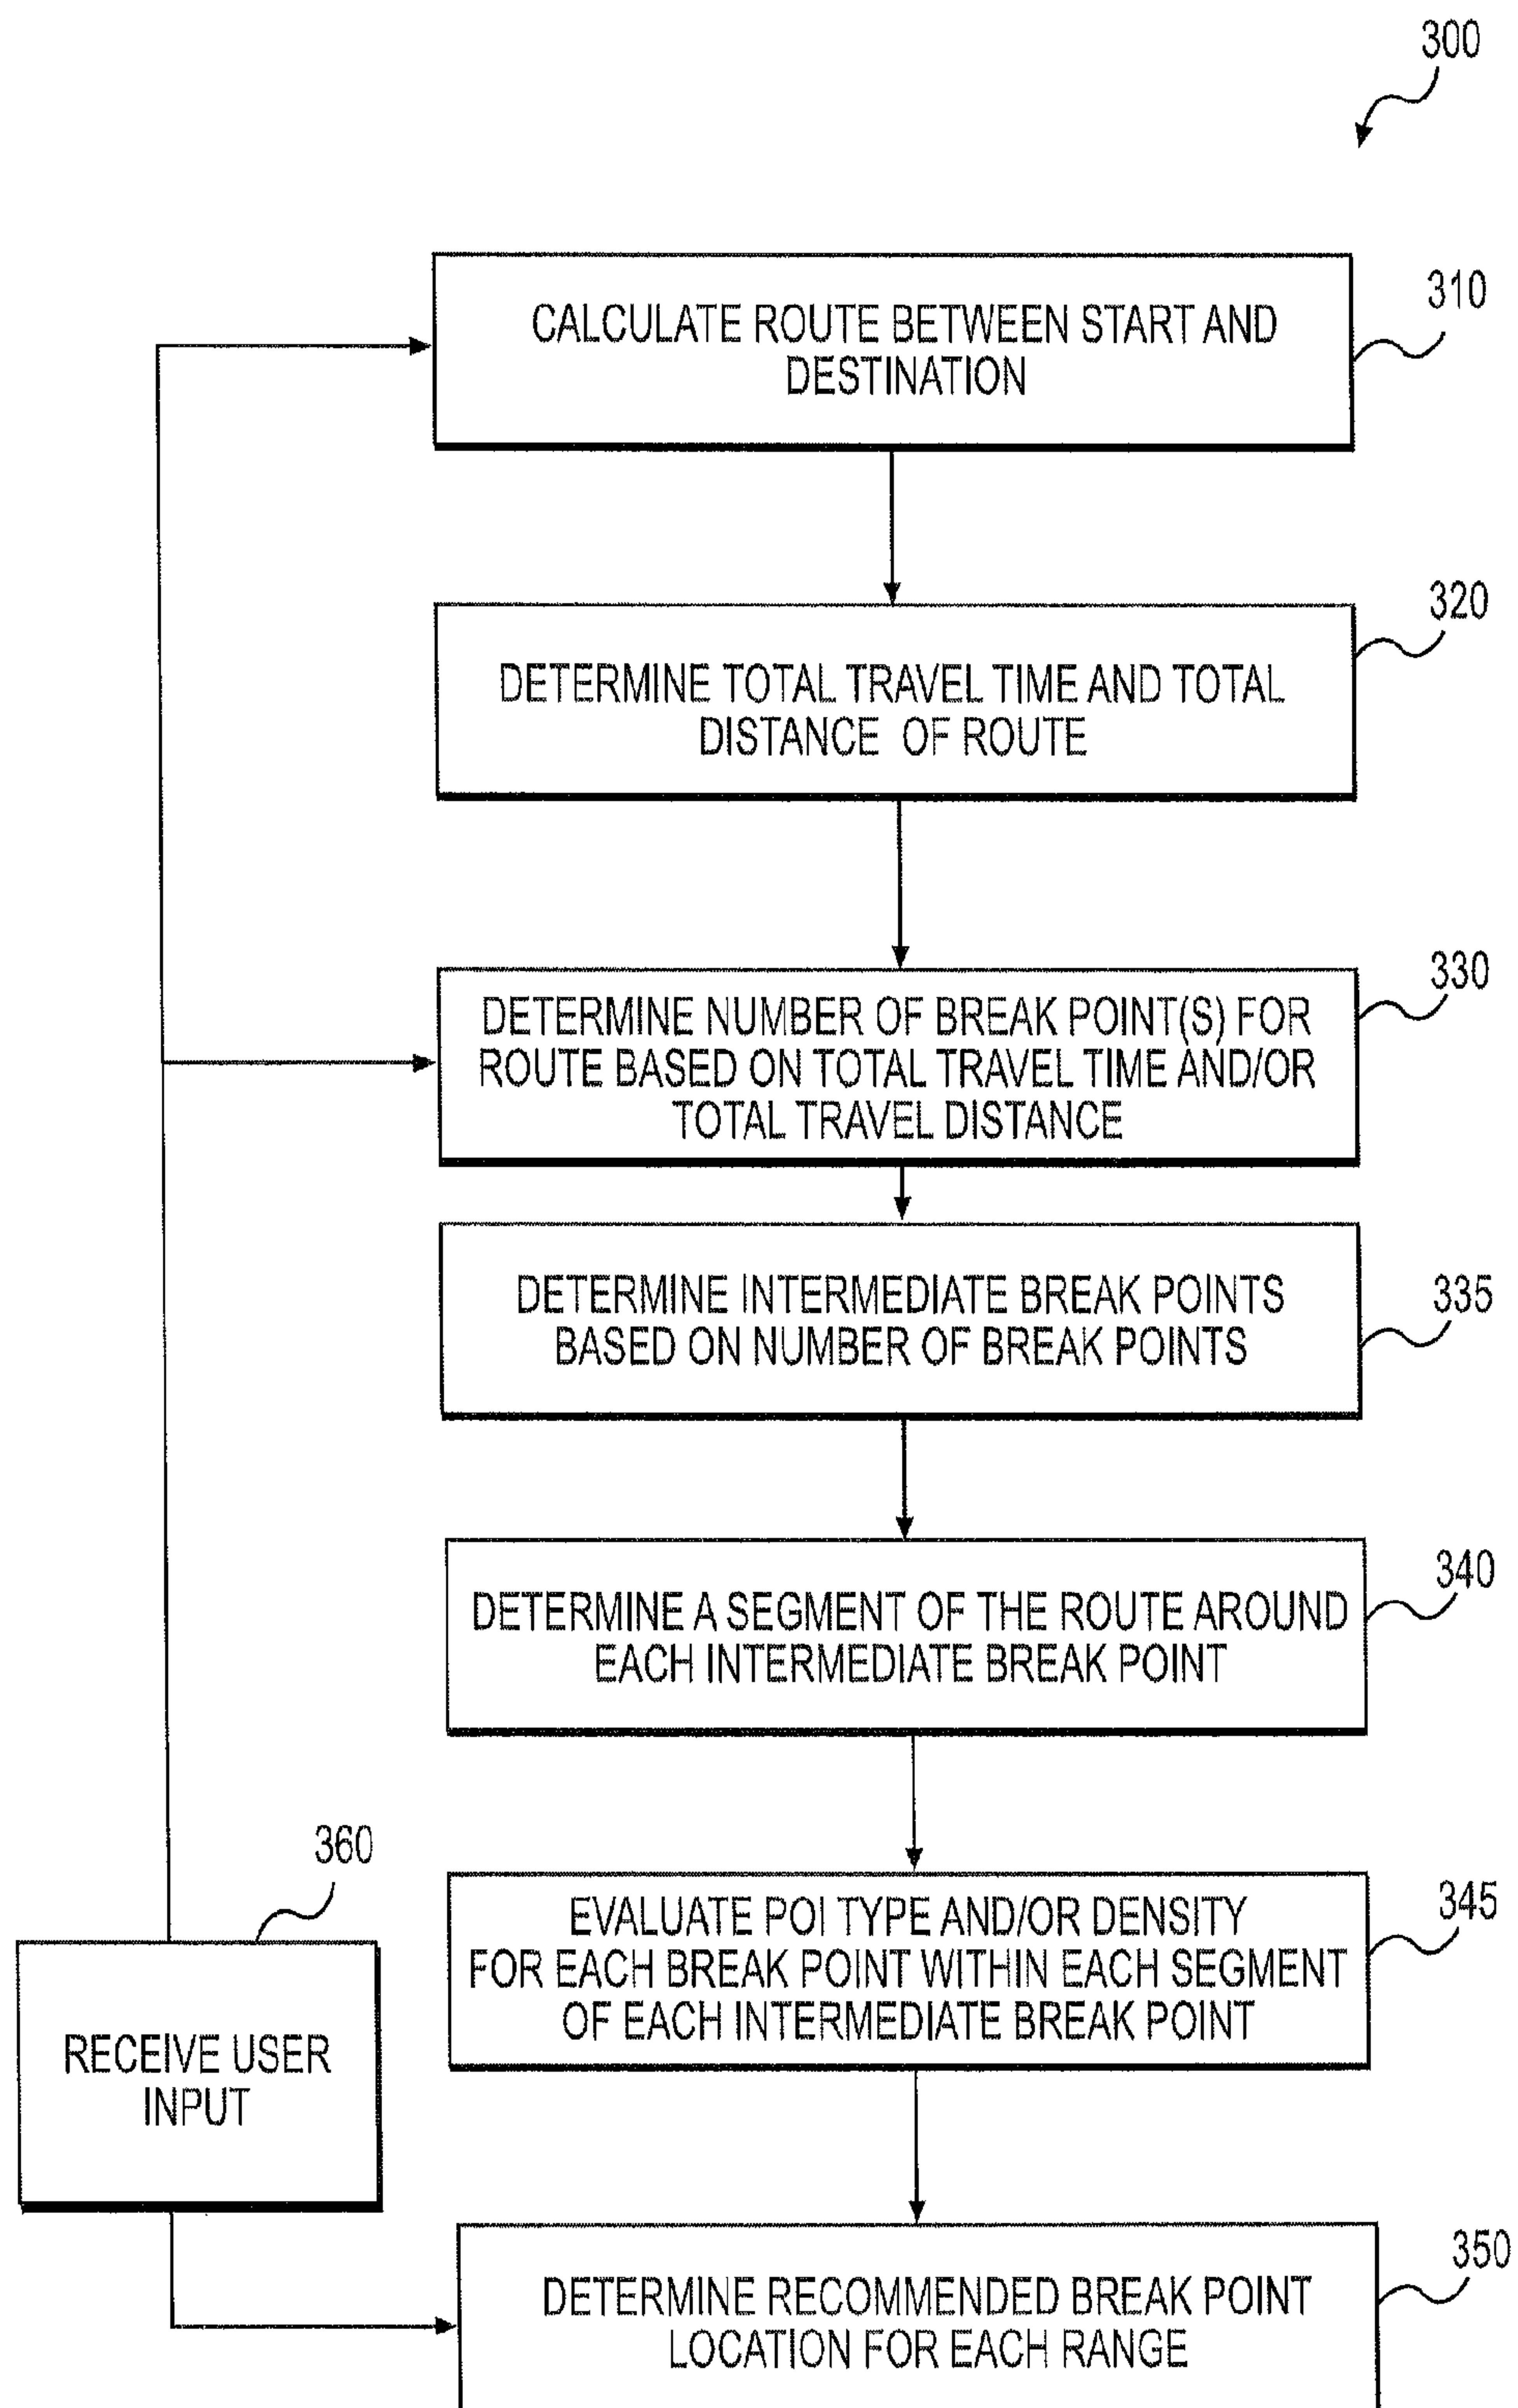 300
CALCULATE ROUTE BETWEEN START AND
DESTINATION
310
DETERMINE TOTAL TRAVEL TIME AND TOTAL
DISTANCE OF ROUTE
320
DETERMINE NUMBER OF BREAK POINT(S) FOR
ROUTE BASED ON TOTAL TRAVEL TIME AND/OR
TOTAL TRAVEL DISTANCE
330
DETERMINE INTERMEDIATE BREAK POINTS
BASED ON NUMBER OF BREAK POINTS
335
DETERMINE A SEGMENT OF THE ROUTE AROUND
EACH INTERMEDIATE BREAK POINT
340
EVALUATE POI TYPE AND/OR DENSITY
FOR EACH BREAK POINT WITHIN EACH SEGMENT
OF EACH INTERMEDIATE BREAK POINT
345
360
RECEIVE USER
INPUT
DETERMINE RECOMMENDED BREAK POINT
LOCATION FOR EACH RANGE
350